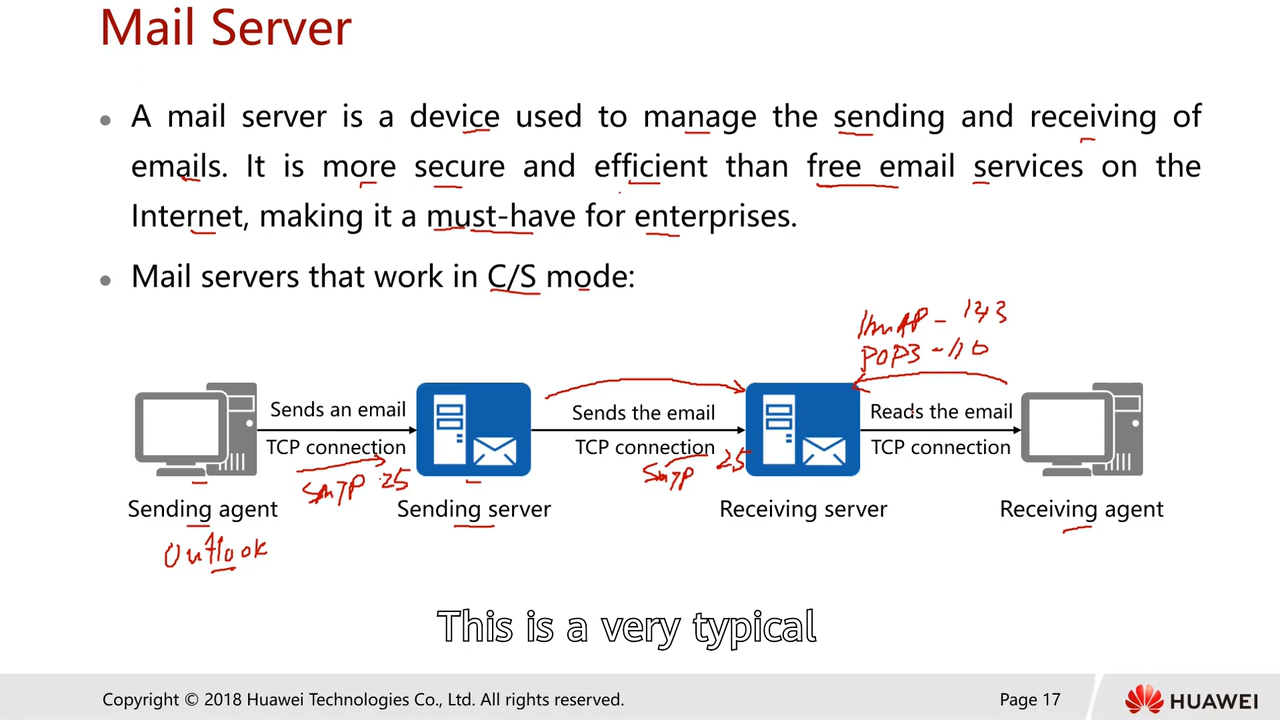 Mail Server
• A mail server is a device used to manage the sending and receiving of
emails. It is more secure and efficient than free email services on the
Internet, making it a must-have for enterprises.
• Mail servers that work in C/S mode:
IMAP - 143
POP3 - 110
Sends an email
TCP connection
SMTP 25
Sends the email
TCP connection
SMTP 25
Reads the email
TCP connection
Sending agent
Sending server
Receiving server
Receiving agent
Outlook
This is a very typical
Copyright © 2018 Huawei Technologies Co., Ltd. All rights reserved.
Page 17
HUAWEI